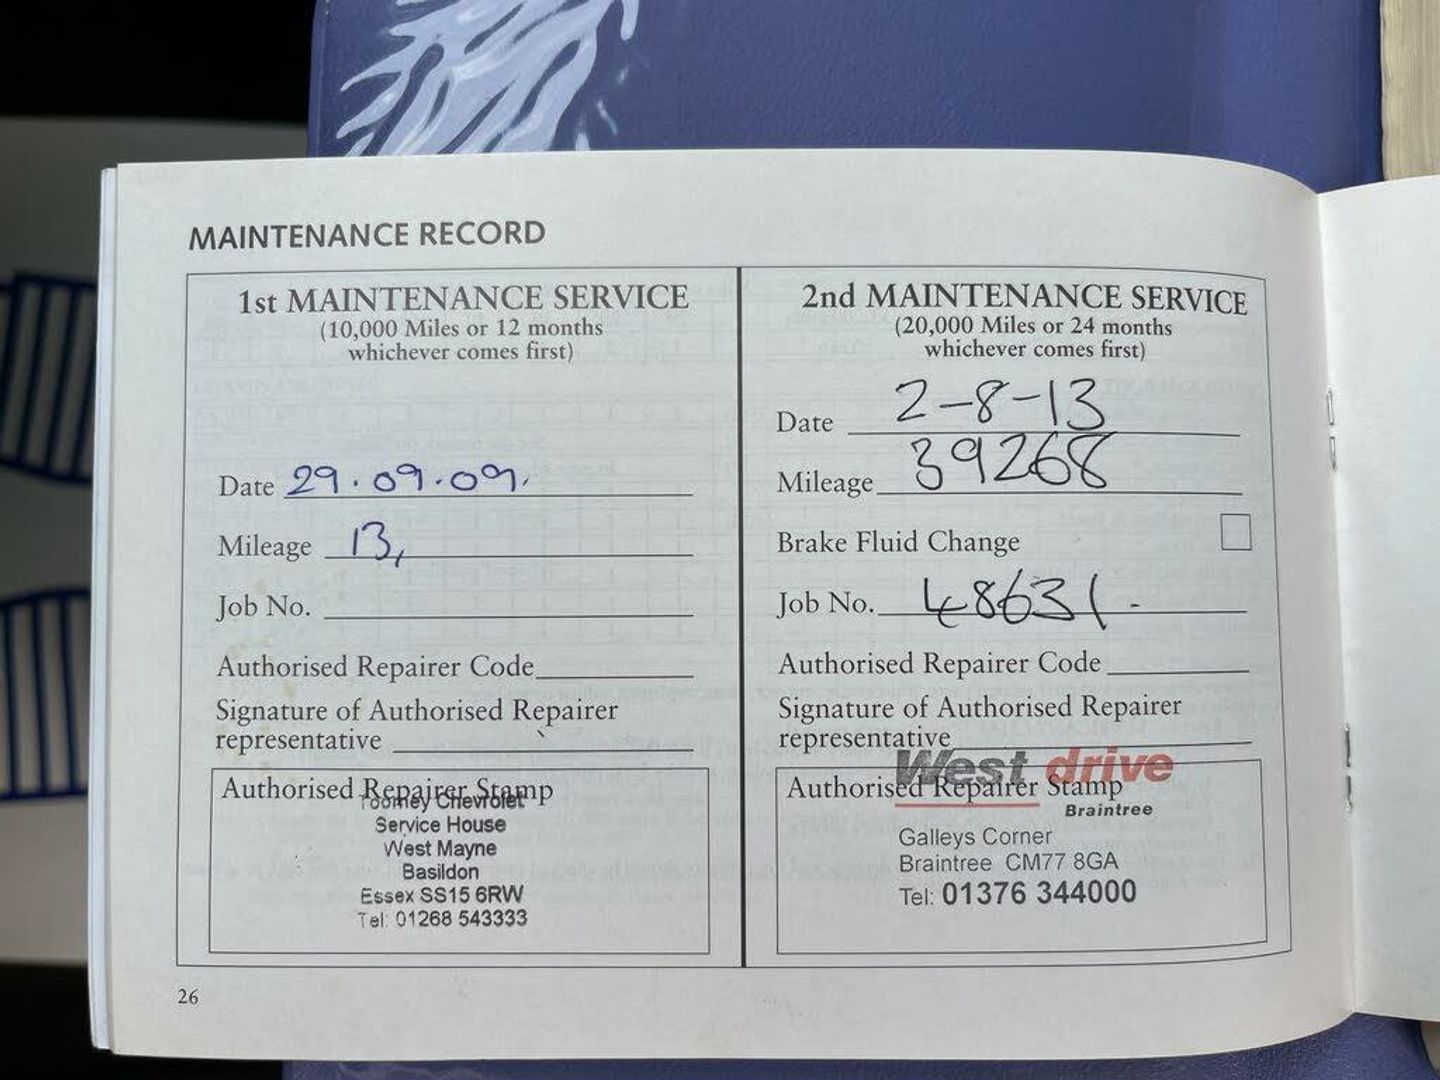 MAINTENANCE RECORD
1st MAINTENANCE SERVICE
(10,000 Miles or 12 months
whichever comes first)
Date 29.09.09.
Mileage 13,
Job No.
Authorised Repairer Code
Signature of Authorised Repairer
representative
Authorised Repairer Stamp
Toomey Chevrolet
Service House
West Mayne
Basildon
Essex SS15 6RW
Tel: 01268 543333
2nd MAINTENANCE SERVICE
(20,000 Miles or 24 months
whichever comes first)
Date 2-8-13
Mileage 39268
Brake Fluid Change
Job No. 48631.
Authorised Repairer Code
Signature of Authorised Repairer
representative
West drive
Authorised Repairer Stamp
Braintree
Galleys Corner
Braintree CM77 8GA
Tel: 01376 344000
26